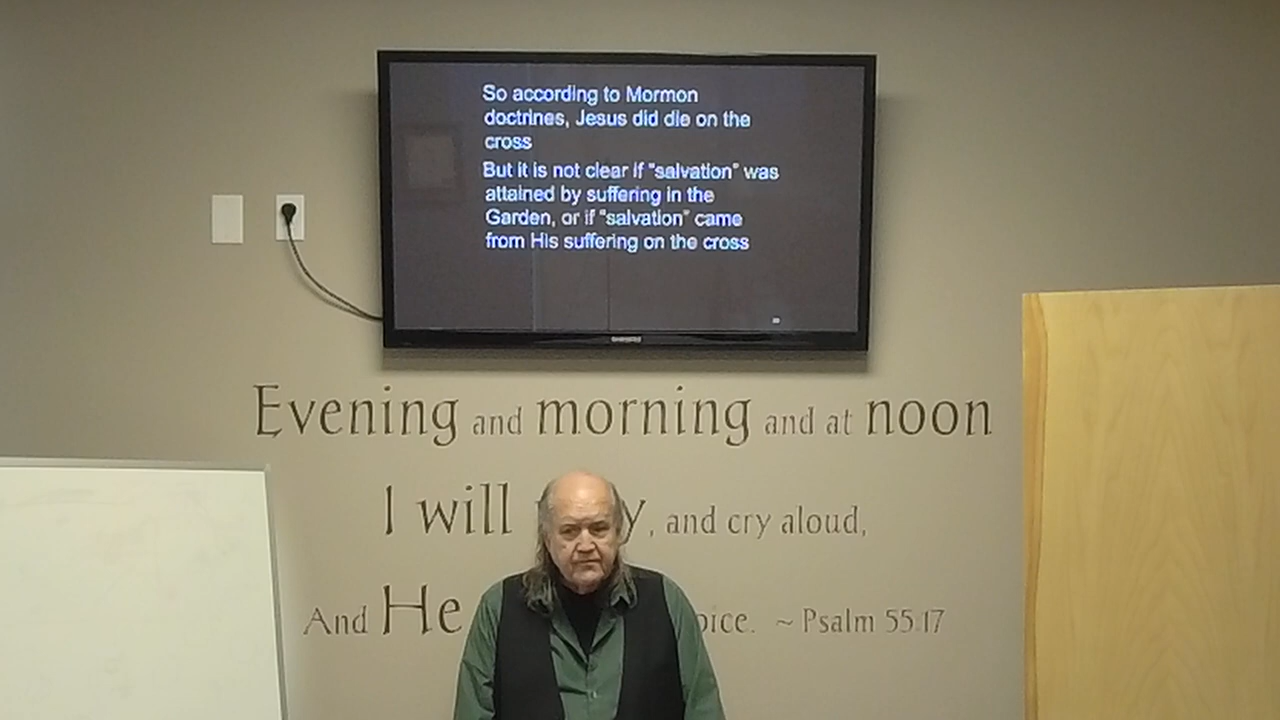 So according to Mormon
doctrines, Jesus did die on the
cross
But it is not clear if "salvation" was
attained by suffering in the
Garden, or if "salvation" came
from His suffering on the cross
Evening and morning and at noon
I will , and cry aloud,
And He
~ Psalm 55:17